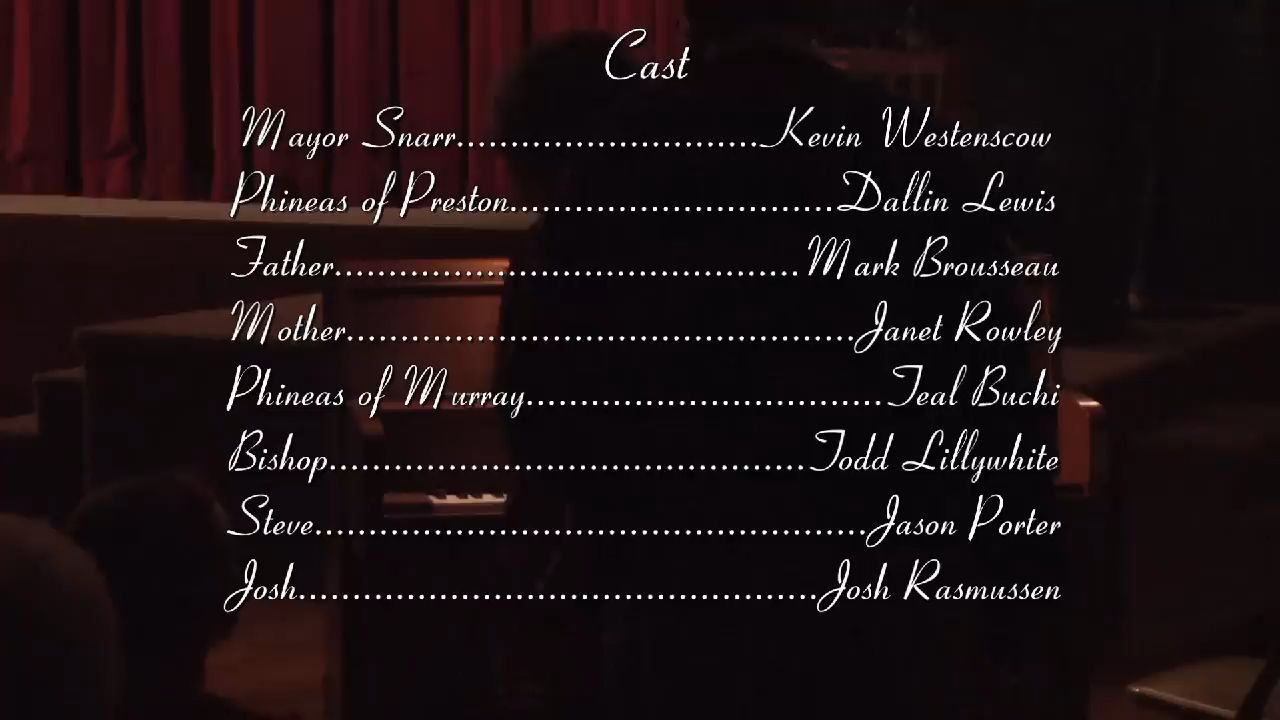 Cast
Mayor Snarr..........................Kevin Westenscow
Phineas of Preston..............................Dallin Lewis
Father............................................Mark Brousseau
Mother................................................Janet Rowley
Phineas of Murray.................................Teal Buchi
Bishop.............................................Todd Lillywhite
Steve....................................................Jason Porter
Josh.................................................Josh Rasmussen